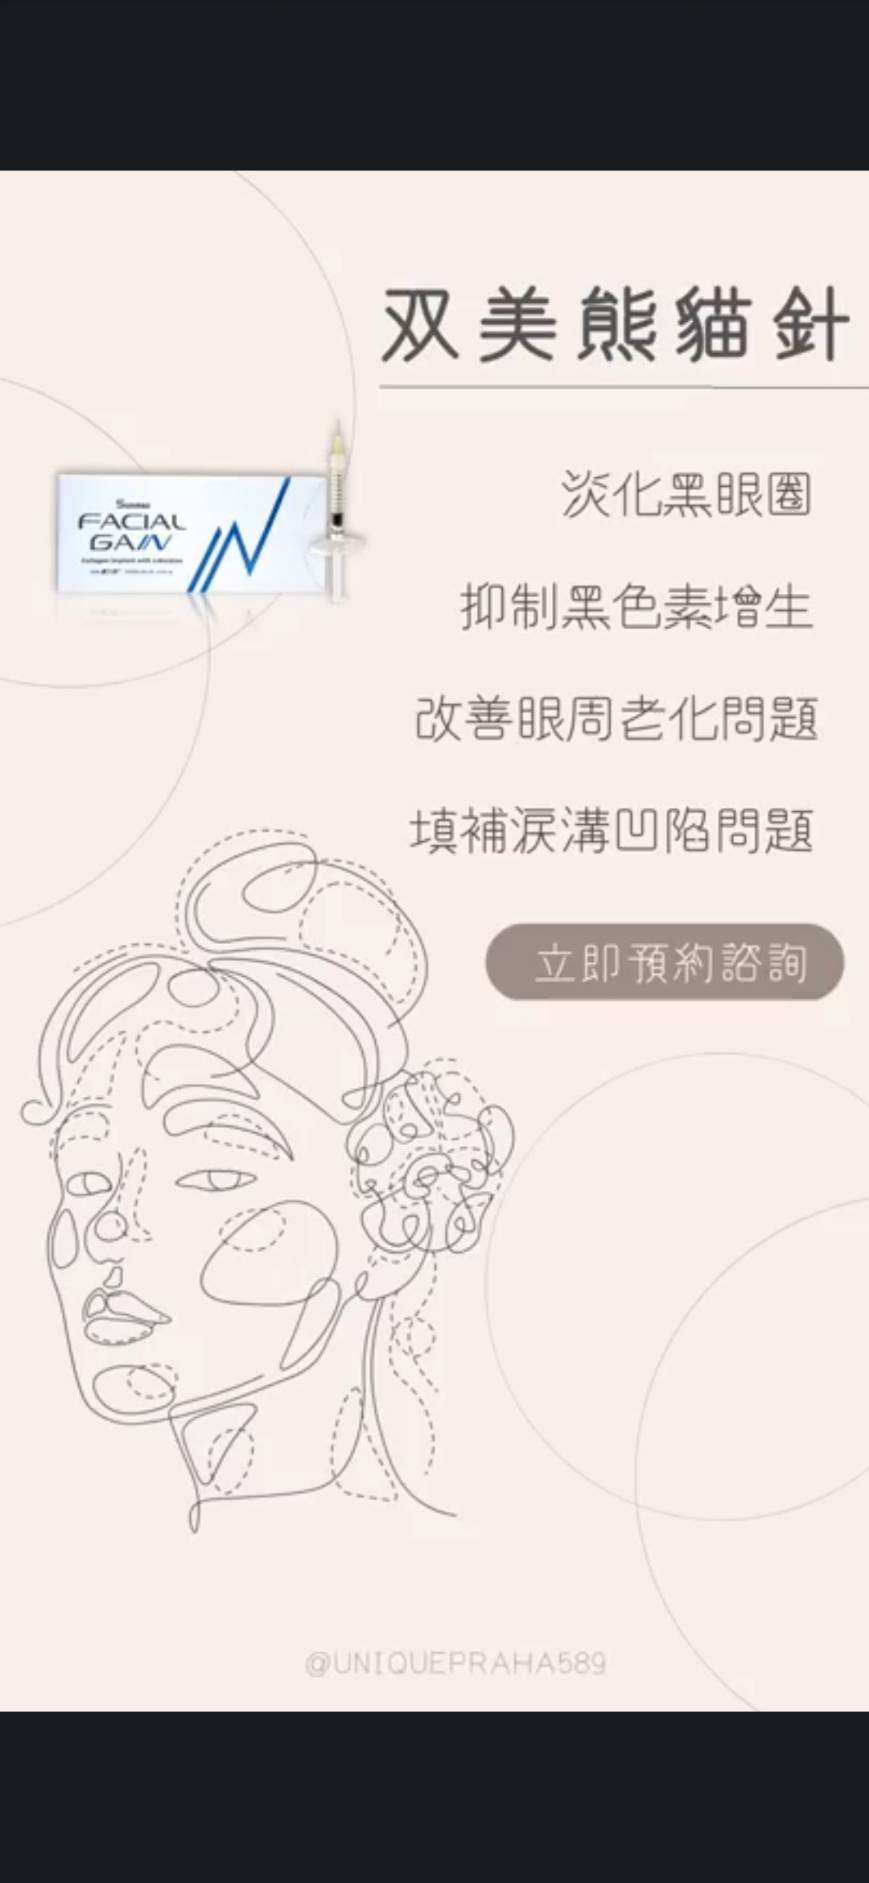 双美熊貓針
Sunmax
FACIAL
GAIN
Collagen Implant with Lidocaine
淡化黑眼圈
抑制黑色素增生
改善眼周老化問題
填補淚溝凹陷問題
立即預約諮詢
@UNIQUEPRAHA589